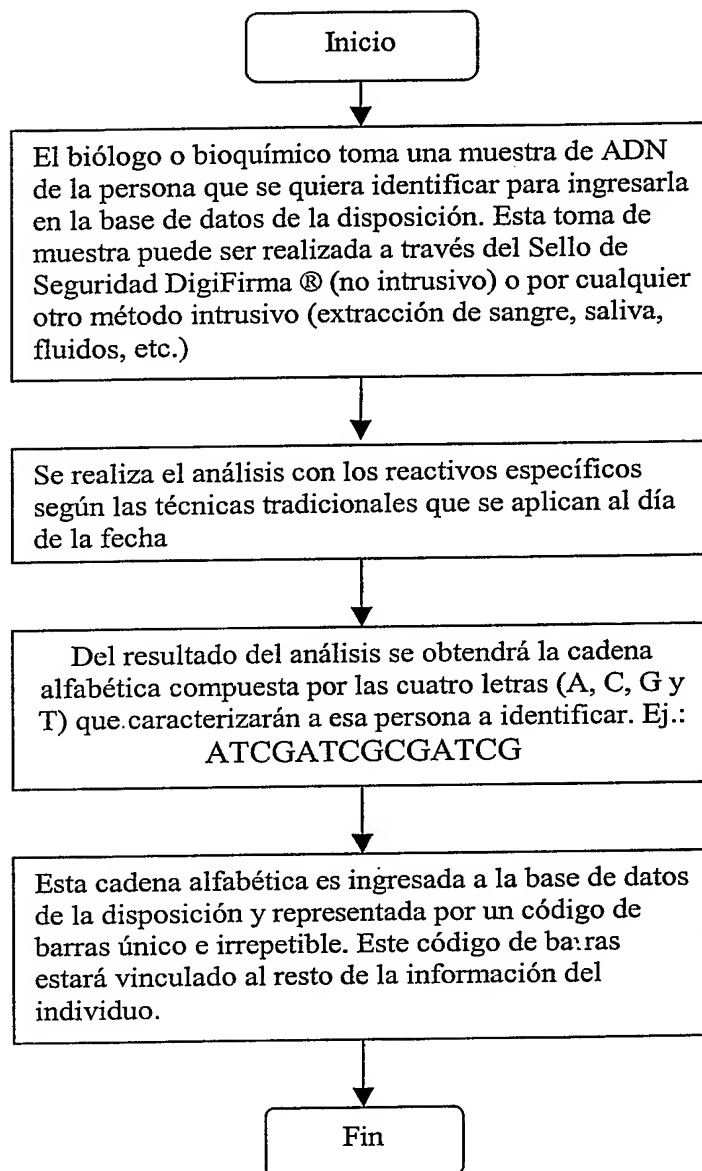 Inicio
El biólogo o bioquímico toma una muestra de ADN
de la persona que se quiera identificar para ingresarla
en la base de datos de la disposición. Esta toma de
muestra puede ser realizada a través del Sello de
Seguridad DigiFirma ® (no intrusivo) o por cualquier
otro método intrusivo (extracción de sangre, saliva,
fluidos, etc.)
Se realiza el análisis con los reactivos específicos
según las técnicas tradicionales que se aplican al día
de la fecha
Del resultado del análisis se obtendrá la cadena
alfabética compuesta por las cuatro letras (A, C, G y
T) que caracterizarán a esa persona a identificar. Ej.:
ATCGATCGCGATCG
Esta cadena alfabética es ingresada a la base de datos
de la disposición y representada por un código de
barras único e irrepetible. Este código de barras
estará vinculado al resto de la información del
individuo.
Fin